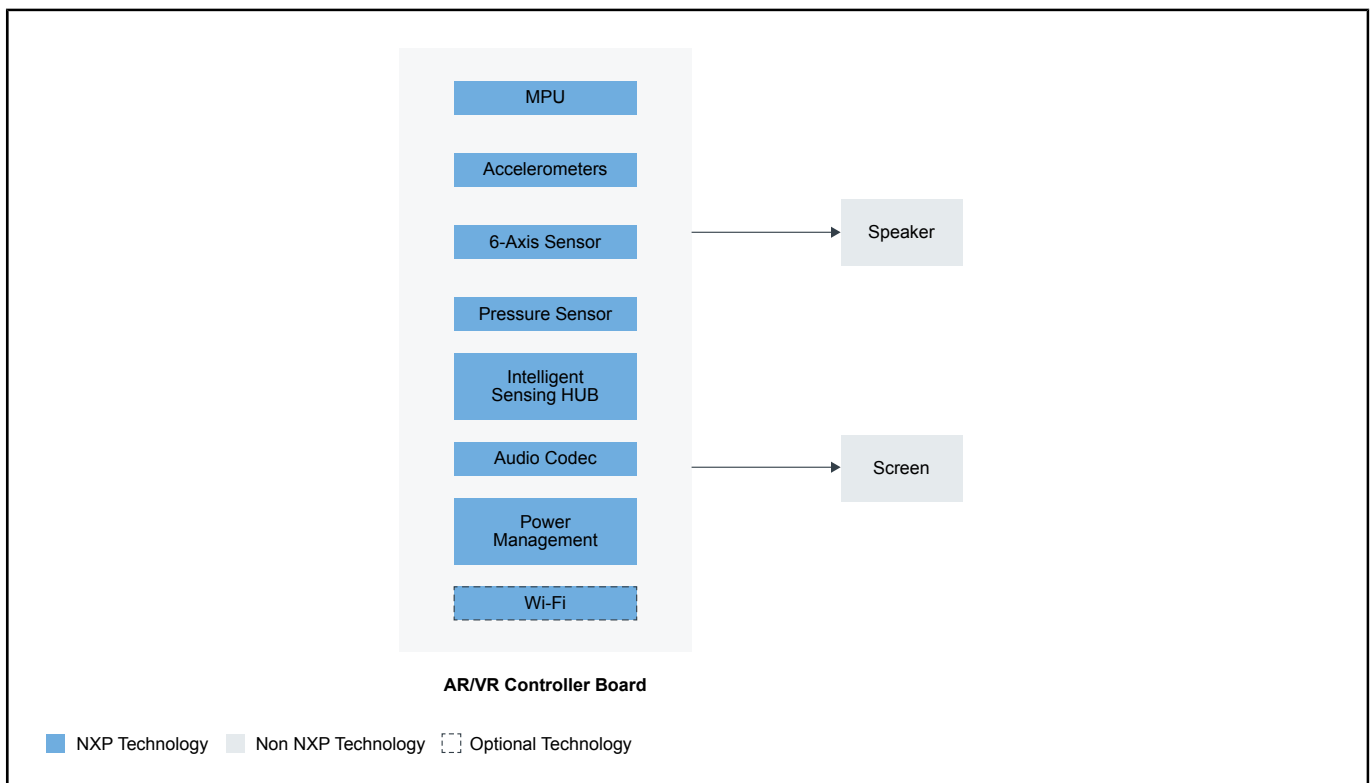 MPU
Accelerometers
6-Axis Sensor
Speaker
Pressure Sensor
Intelligent
Sensing HUB
Audio Codec
Screen
Power
Management
Wi-Fi
AR/VR Controller Board
NXP Technology
Non NXP Technology
Optional Technology